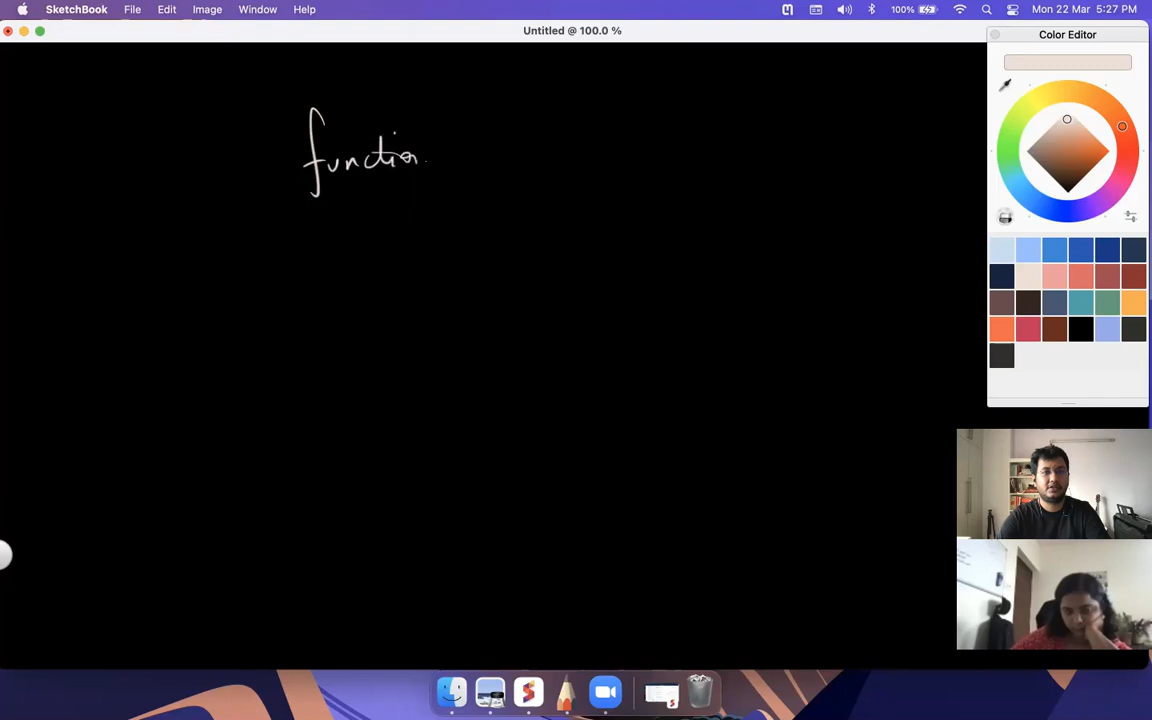 SketchBook File Edit Image Window Help 100% Mon 22 Mar 5:27 PM
Untitled @ 100.0 %
Color Editor
function